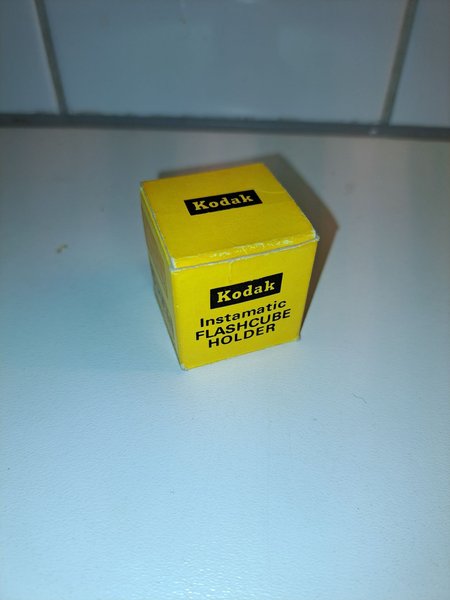 Kodak
Kodak
Instamatic
FLASHCUBE
HOLDER